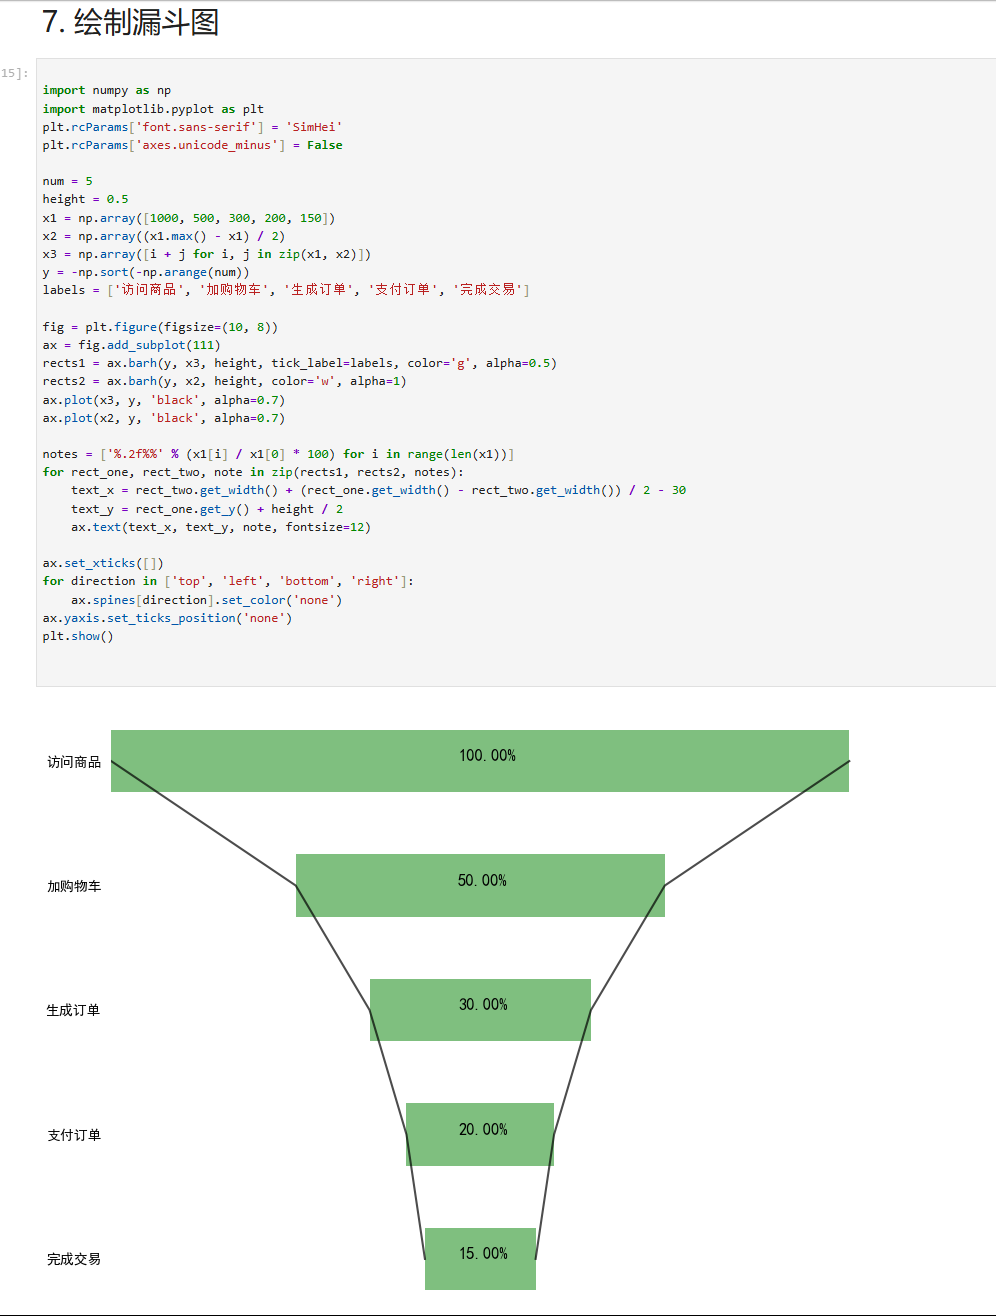 7. 绘制漏斗图
15]:
import numpy as np
import matplotlib.pyplot as plt
plt.rcParams['font.sans-serif'] = 'SimHei'
plt.rcParams['axes.unicode_minus'] = False
num = 5
height = 0.5
x1 = np.array([1000, 500, 300, 200, 150])
x2 = np.array((x1.max() - x1) / 2)
x3 = np.array([i + j for i, j in zip(x1, x2)])
y = -np.sort(-np.arange(num))
labels = ['访问商品', '加购物车', '生成订单', '支付订单', '完成交易']
fig = plt.figure(figsize=(10, 8))
ax = fig.add_subplot(111)
rects1 = ax.barh(y, x3, height, tick_label=labels, color='g', alpha=0.5)
rects2 = ax.barh(y, x2, height, color='w', alpha=1)
ax.plot(x3, y, 'black', alpha=0.7)
ax.plot(x2, y, 'black', alpha=0.7)
notes = ['%.2f%%' % (x1[i] / x1[0] * 100) for i in range(len(x1))]
for rect_one, rect_two, note in zip(rects1, rects2, notes):
    text_x = rect_two.get_width() + (rect_one.get_width() - rect_two.get_width()) / 2 - 30
    text_y = rect_one.get_y() + height / 2
    ax.text(text_x, text_y, note, fontsize=12)
ax.set_xticks([])
for direction in ['top', 'left', 'bottom', 'right']:
    ax.spines[direction].set_color('none')
ax.yaxis.set_ticks_position('none')
plt.show()
访问商品 100.00%
加购物车 50.00%
生成订单 30.00%
支付订单 20.00%
完成交易 15.00%